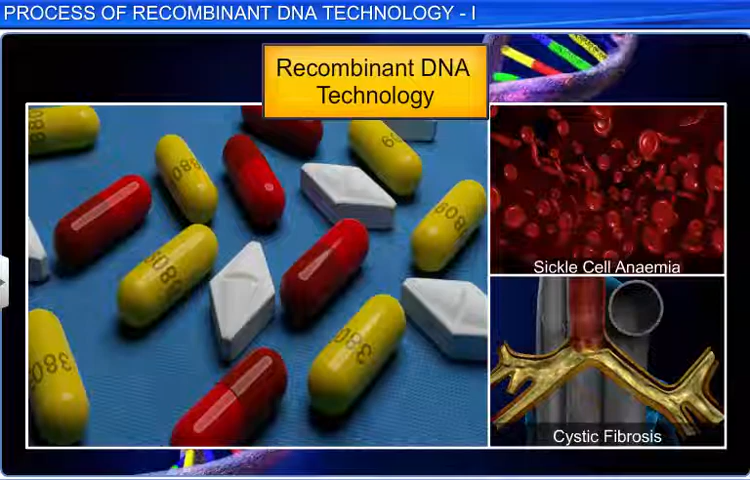 PROCESS OF RECOMBINANT DNA TECHNOLOGY - I
Recombinant DNA
Technology
Sickle Cell Anaemia
Cystic Fibrosis